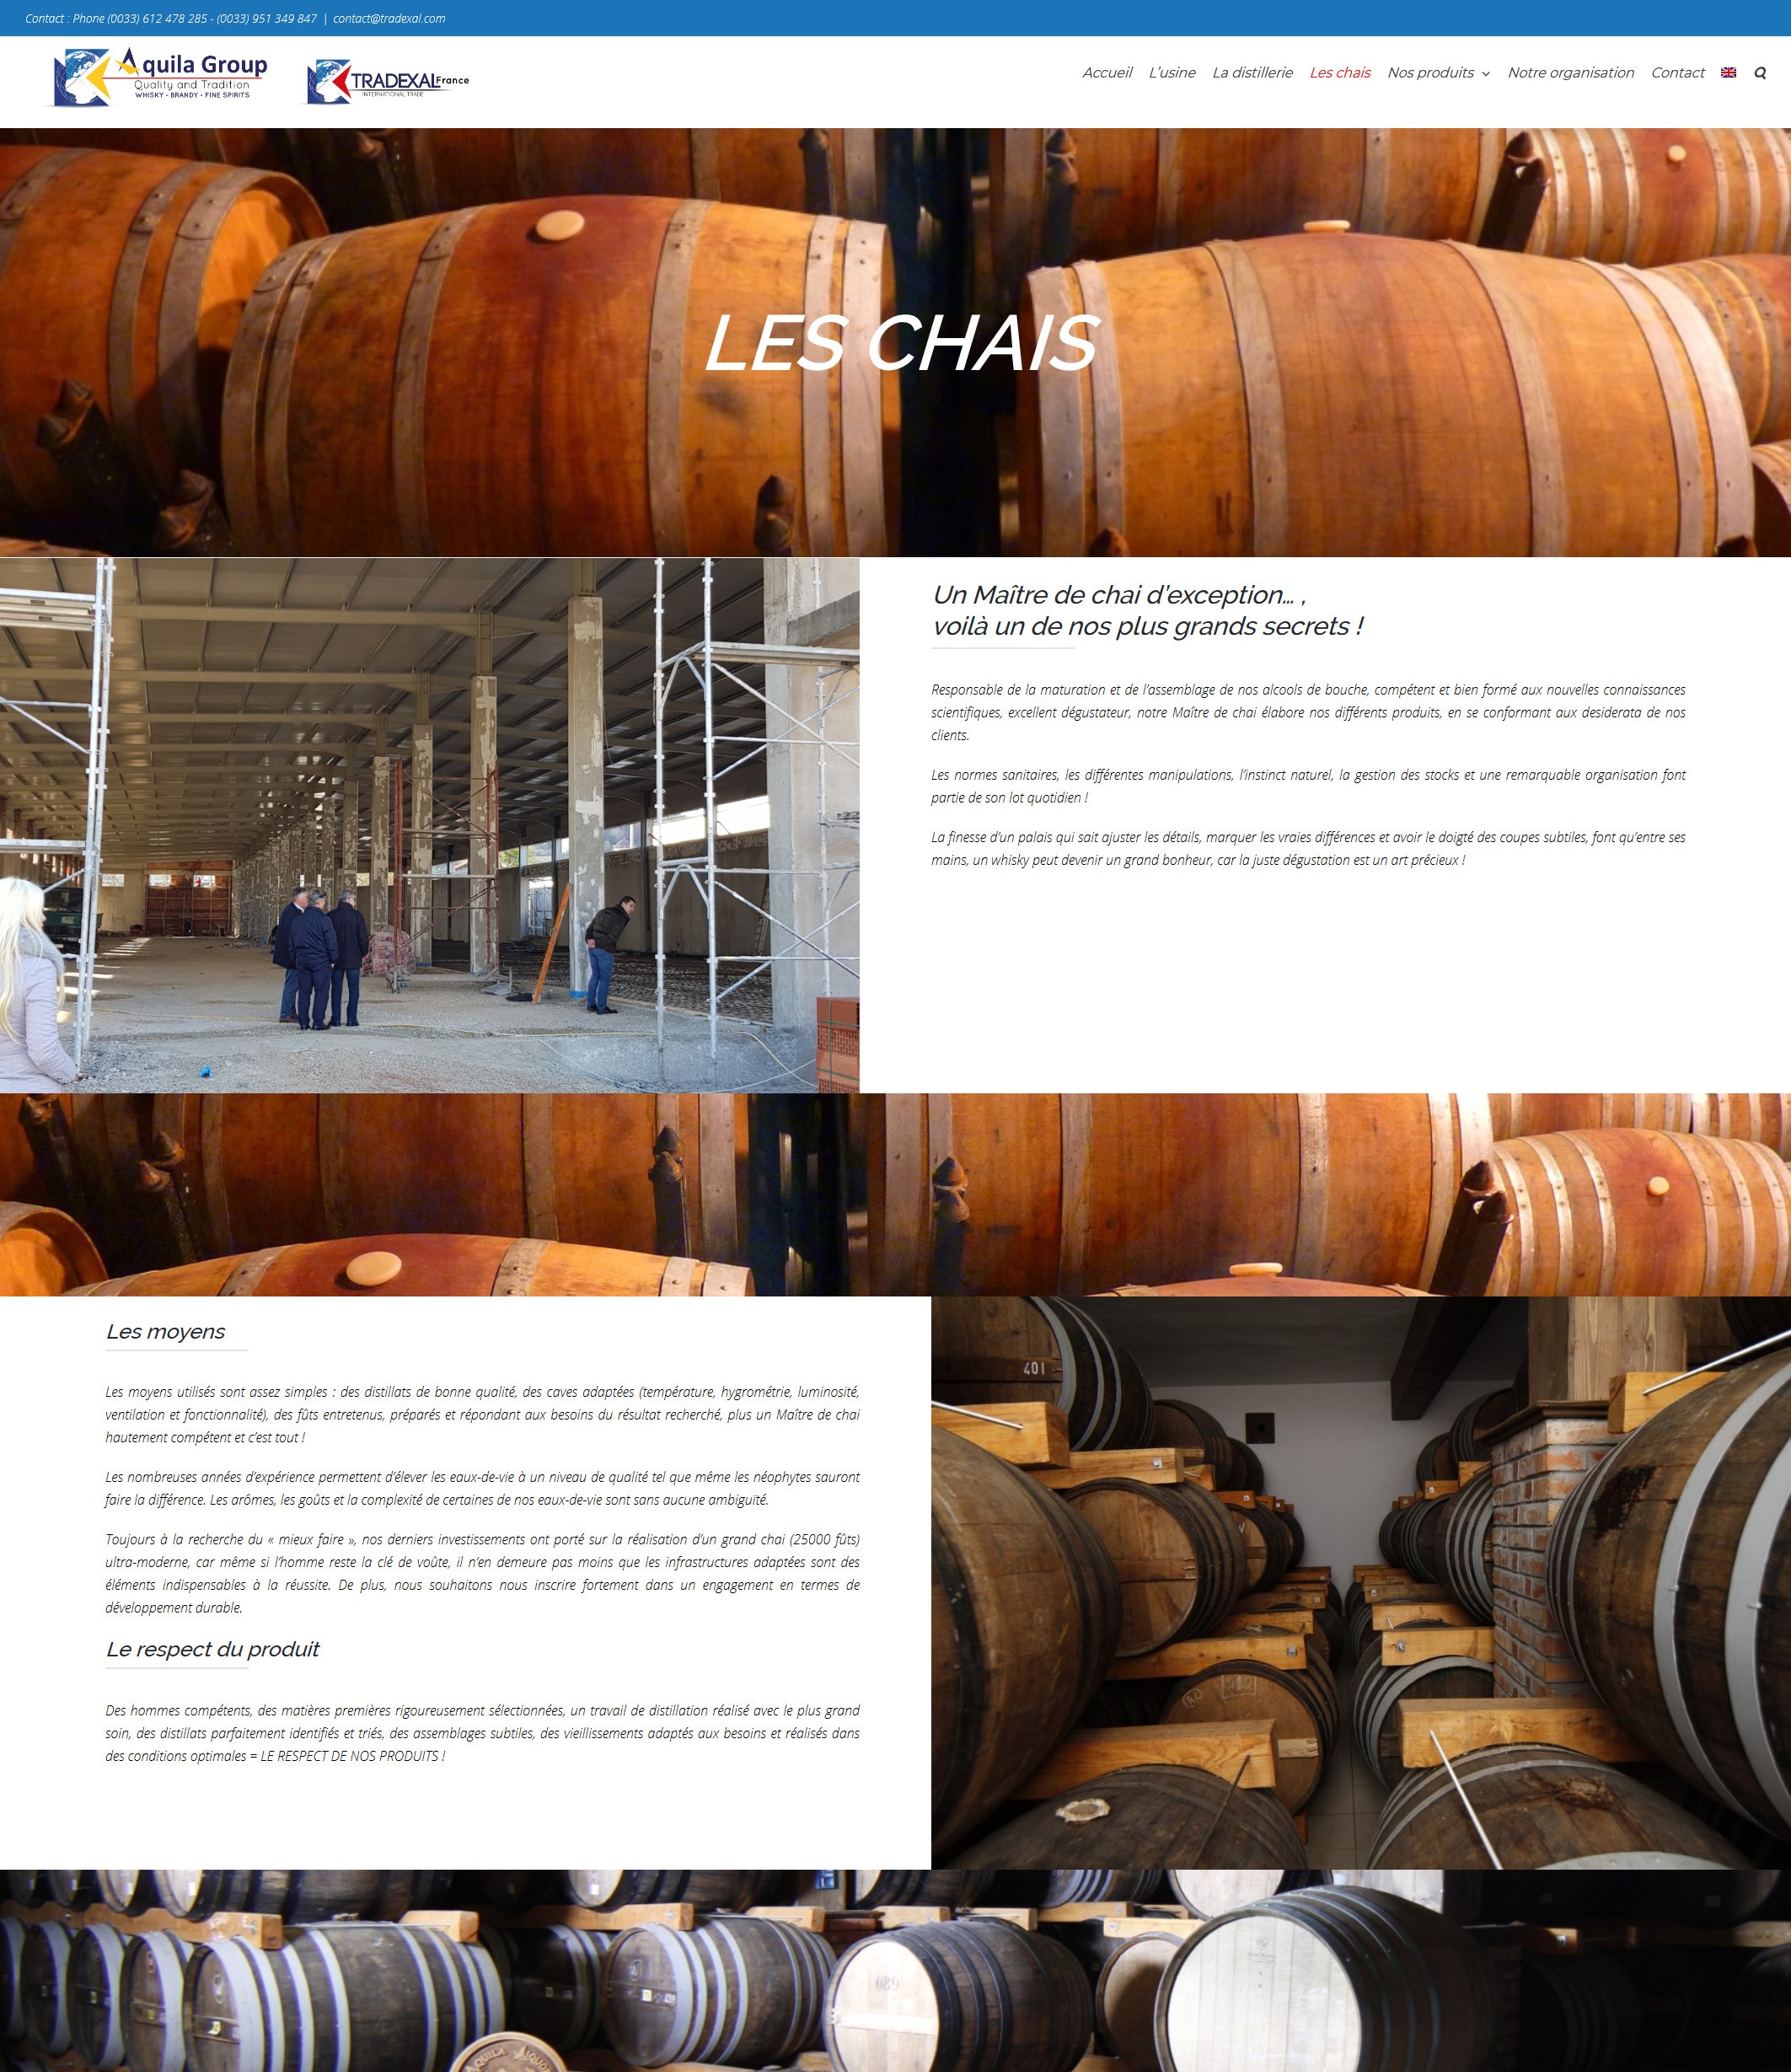 Contact : Phone (0033) 612 478 285 - (0033) 951 349 847 | contact@tradexal.com
Aquila Group
Quality and Tradition
WHISKY - BRANDY - FINE SPIRITS
TRADEXAL France
INTERNATIONAL TRADE
Accueil L'usine La distillerie Les chais Nos produits Notre organisation Contact
LES CHAIS
Un Maître de chai d'exception… ,
voilà un de nos plus grands secrets !
Responsable de la maturation et de l'assemblage de nos alcools de bouche, compétent et bien formé aux nouvelles connaissances
scientifiques, excellent dégustateur, notre Maître de chai élabore nos différents produits, en se conformant aux desiderata de nos
clients.
Les normes sanitaires, les différentes manipulations, l'instinct naturel, la gestion des stocks et une remarquable organisation font
partie de son lot quotidien !
La finesse d'un palais qui sait ajuster les détails, marquer les vraies différences et avoir le doigté des coupes subtiles, font qu'entre ses
mains, un whisky peut devenir un grand bonheur, car la juste dégustation est un art précieux !
Les moyens
Les moyens utilisés sont assez simples : des distillats de bonne qualité, des caves adaptées (température, hygrométrie, luminosité,
ventilation et fonctionnalité), des fûts entretenus, préparés et répondant aux besoins du résultat recherché, plus un Maître de chai
hautement compétent et c'est tout !
Les nombreuses années d'expérience permettent d'élever les eaux-de-vie à un niveau de qualité tel que même les néophytes sauront
faire la différence. Les arômes, les goûts et la complexité de certaines de nos eaux-de-vie sont sans aucune ambiguïté.
Toujours à la recherche du « mieux faire », nos derniers investissements ont porté sur la réalisation d'un grand chai (25000 fûts)
ultra-moderne, car même si l'homme reste la clé de voûte, il n'en demeure pas moins que les infrastructures adaptées sont des
éléments indispensables à la réussite. De plus, nous souhaitons nous inscrire fortement dans un engagement en termes de
développement durable.
Le respect du produit
Des hommes compétents, des matières premières rigoureusement sélectionnées, un travail de distillation réalisé avec le plus grand
soin, des distillats parfaitement identifiés et triés, des assemblages subtiles, des vieillissements adaptés aux besoins et réalisés dans
des conditions optimales = LE RESPECT DE NOS PRODUITS !
401
AQUILA LIQUO